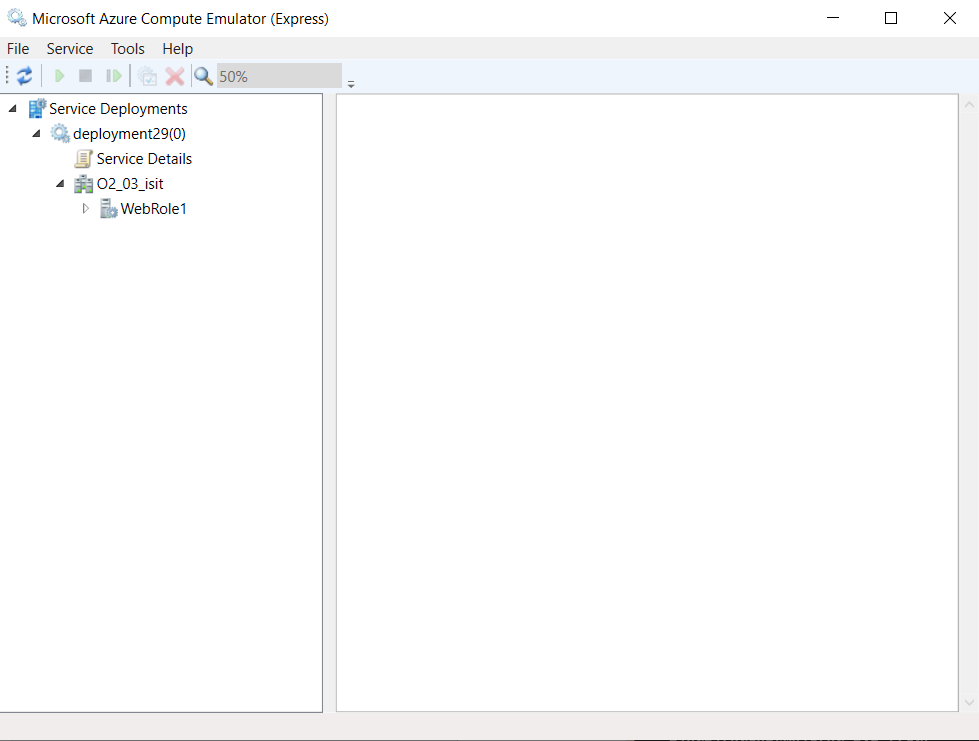 Microsoft Azure Compute Emulator (Express)
File Service Tools Help
50%
Service Deployments
deployment29(0)
Service Details
O2_03_isit
WebRole1